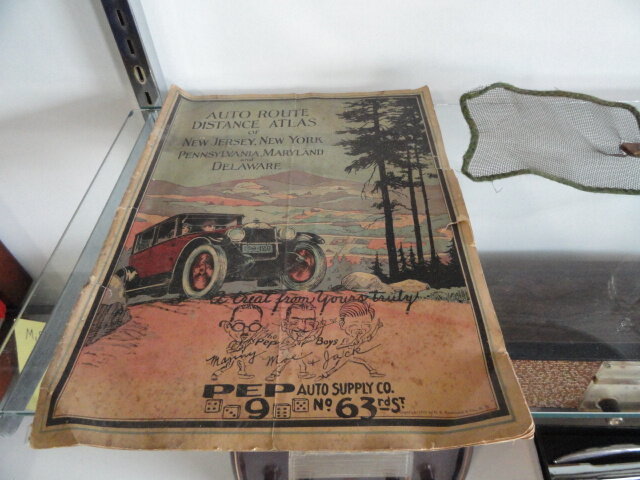 AUTO ROUTE
DISTANCE ATLAS
OF
NEW JERSEY, NEW YORK
PENNSYLVANIA, MARYLAND
AND
DELAWARE
A Treat from Yours truly
The
Pep Boys
Manny Moe & Jack
PEP AUTO SUPPLY CO.
9 No 63rd ST.